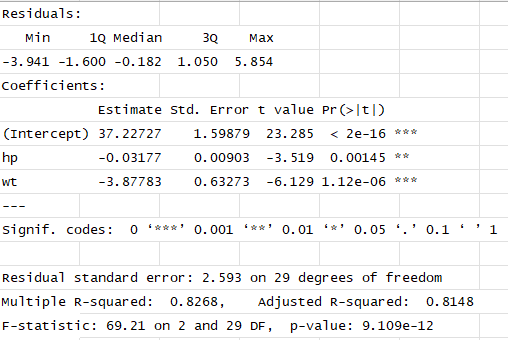 Residuals:
Min 1Q Median 3Q Max
-3.941 -1.600 -0.182 1.050 5.854
Coefficients:
Estimate Std. Error t value Pr(>|t|)
(Intercept) 37.22727 1.59879 23.285 < 2e-16 ***
hp -0.03177 0.00903 -3.519 0.00145 **
wt -3.87783 0.63273 -6.129 1.12e-06 ***
---
Signif. codes: 0 ‘***’ 0.001 ‘**’ 0.01 ‘*’ 0.05 ‘.’ 0.1 ‘ ’ 1
Residual standard error: 2.593 on 29 degrees of freedom
Multiple R-squared: 0.8268, Adjusted R-squared: 0.8148
F-statistic: 69.21 on 2 and 29 DF, p-value: 9.109e-12